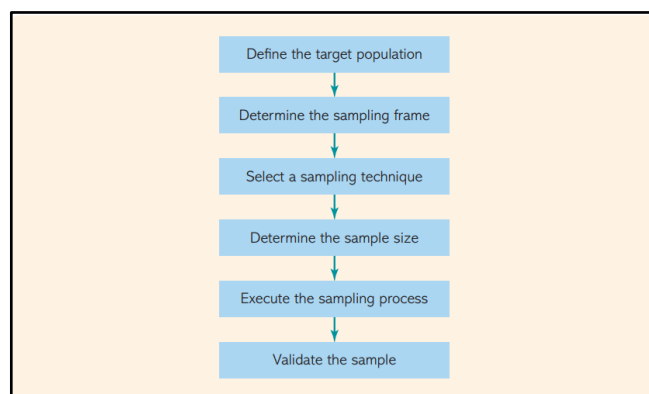 Define the target population
Determine the sampling frame
Select a sampling technique
Determine the sample size
Execute the sampling process
Validate the sample